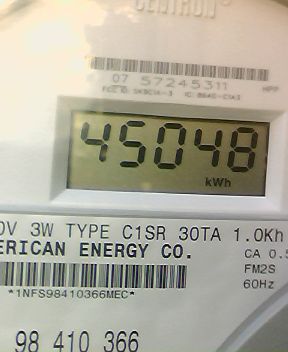 CENTRON
07 57245311 HPP
45048
kWh
0V 3W TYPE C1SR 30TA 1.0Kh
ERICAN ENERGY CO.
CA 0.5
FM2S
60Hz
*1NFS98410366MEC*
98 410 366